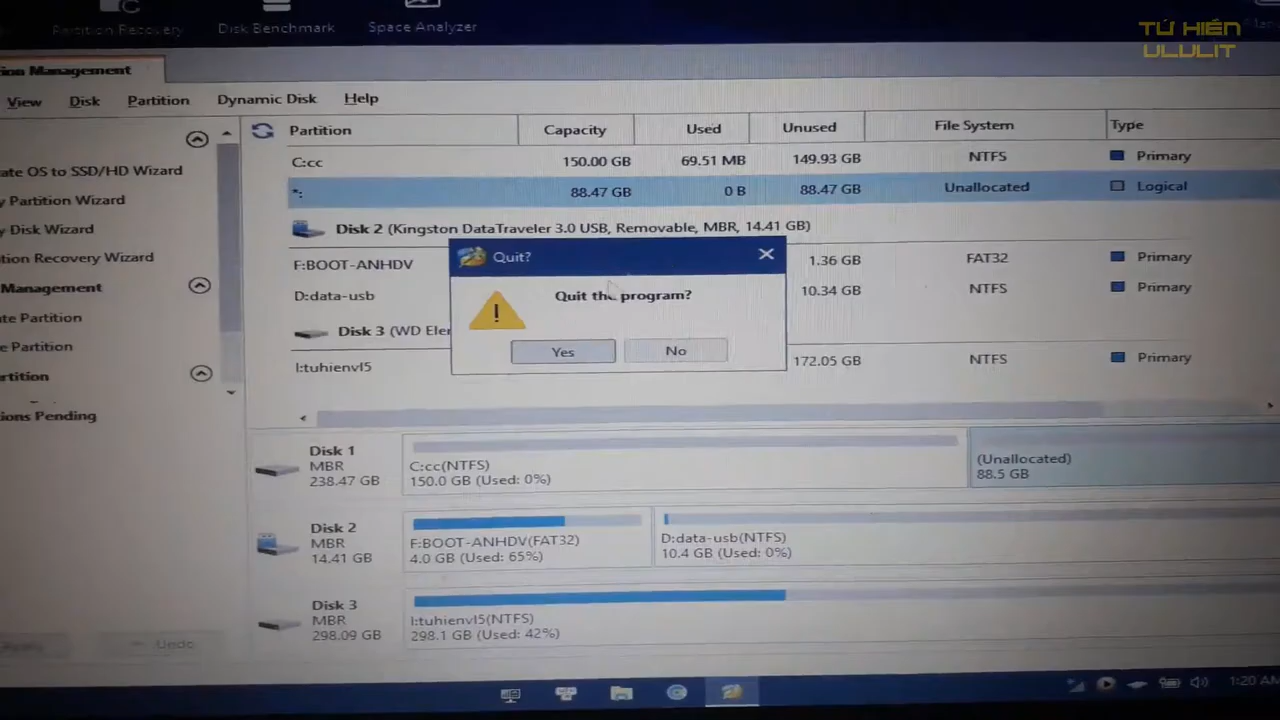 Partition Recovery Disk Benchmark Space Analyzer
TỨ HIỀN
ULULIT
ion Management
View Disk Partition Dynamic Disk Help
Partition Capacity Used Unused File System Type
C:cc 150.00 GB 69.51 MB 149.93 GB NTFS Primary
*: 88.47 GB 0 B 88.47 GB Unallocated Logical
Disk 2 (Kingston DataTraveler 3.0 USB, Removable, MBR, 14.41 GB)
F:BOOT-ANHDV 1.36 GB FAT32 Primary
D:data-usb 10.34 GB NTFS Primary
Disk 3 (WD Ele
I:tuhienvl5 172.05 GB NTFS Primary
ate OS to SSD/HD Wizard
y Partition Wizard
y Disk Wizard
tion Recovery Wizard
Management
ate Partition
e Partition
rtition
ions Pending
Undo
Quit?
Quit the program?
Yes No
Disk 1
MBR
238.47 GB
C:cc(NTFS)
150.0 GB (Used: 0%)
(Unallocated)
88.5 GB
Disk 2
MBR
14.41 GB
F:BOOT-ANHDV(FAT32)
4.0 GB (Used: 65%)
D:data-usb(NTFS)
10.4 GB (Used: 0%)
Disk 3
MBR
298.09 GB
I:tuhienvl5(NTFS)
298.1 GB (Used: 42%)
1:20 AM